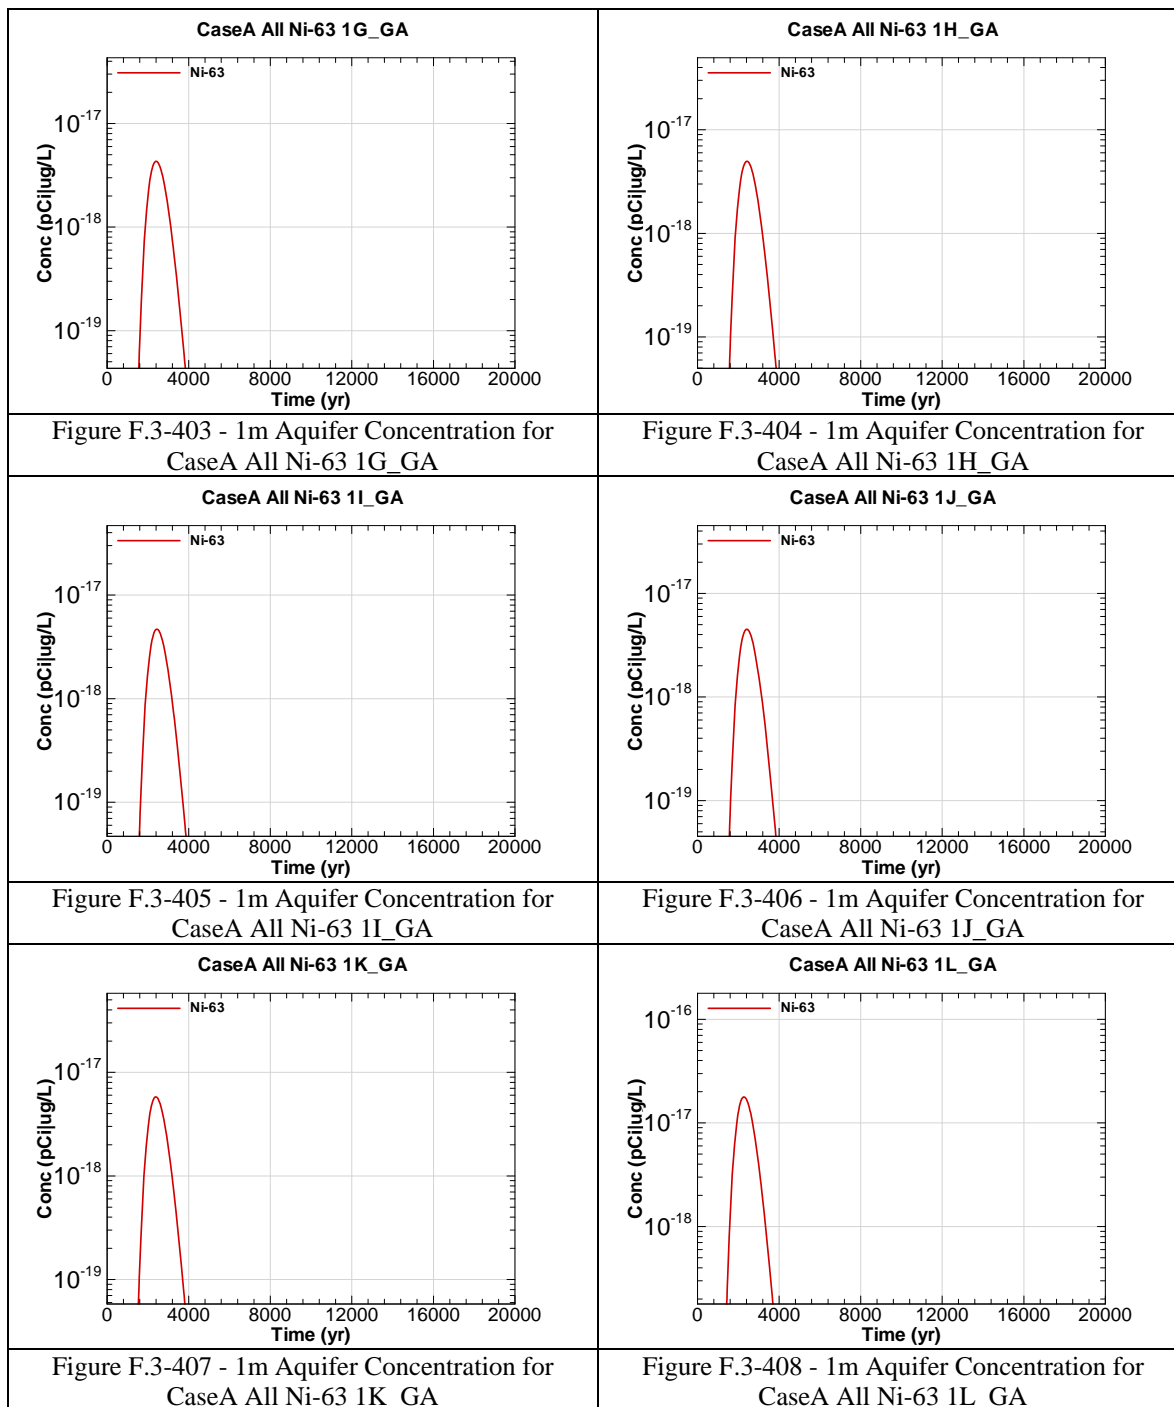 CaseA All Ni-63 1G_GA
Ni-63
Conc (pCi|ug/L)
10-17
10-18
10-19
0 4000 8000 12000 16000 20000
Time (yr)
Figure F.3-403 - 1m Aquifer Concentration for
CaseA All Ni-63 1G_GA
CaseA All Ni-63 1H_GA
Ni-63
Conc (pCi|ug/L)
10-17
10-18
10-19
0 4000 8000 12000 16000 20000
Time (yr)
Figure F.3-404 - 1m Aquifer Concentration for
CaseA All Ni-63 1H_GA
CaseA All Ni-63 1I_GA
Ni-63
Conc (pCi|ug/L)
10-17
10-18
10-19
0 4000 8000 12000 16000 20000
Time (yr)
Figure F.3-405 - 1m Aquifer Concentration for
CaseA All Ni-63 1I_GA
CaseA All Ni-63 1J_GA
Ni-63
Conc (pCi|ug/L)
10-17
10-18
10-19
0 4000 8000 12000 16000 20000
Time (yr)
Figure F.3-406 - 1m Aquifer Concentration for
CaseA All Ni-63 1J_GA
CaseA All Ni-63 1K_GA
Ni-63
Conc (pCi|ug/L)
10-17
10-18
10-19
0 4000 8000 12000 16000 20000
Time (yr)
Figure F.3-407 - 1m Aquifer Concentration for
CaseA All Ni-63 1K_GA
CaseA All Ni-63 1L_GA
Ni-63
Conc (pCi|ug/L)
10-16
10-17
10-18
0 4000 8000 12000 16000 20000
Time (yr)
Figure F.3-408 - 1m Aquifer Concentration for
CaseA All Ni-63 1L_GA